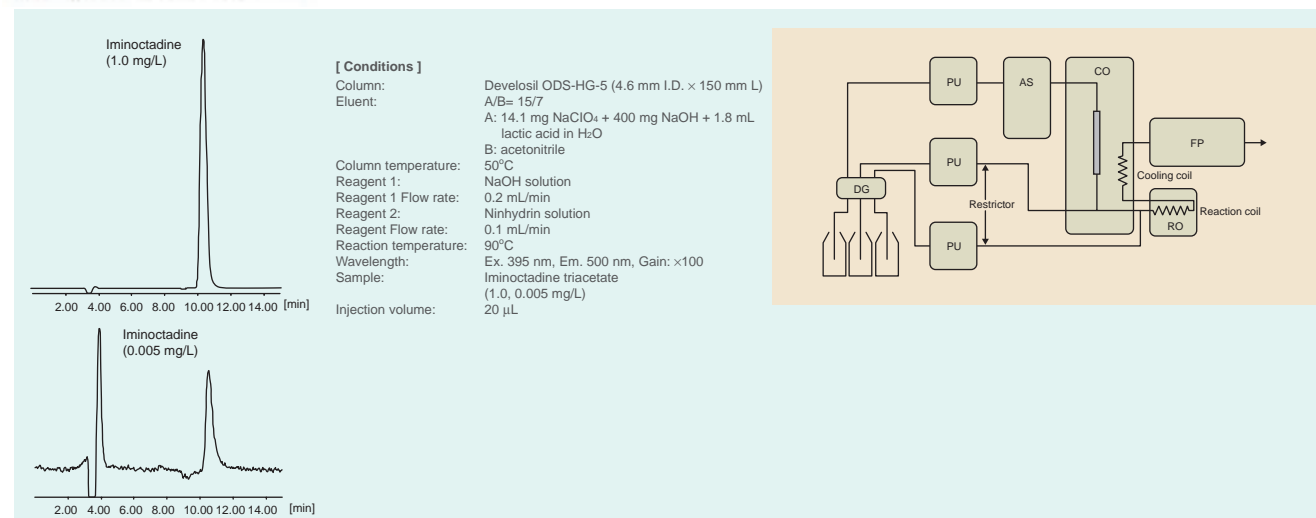 Iminoctadine
(1.0 mg/L)
2.00 4.00 6.00 8.00 10.00 12.00 14.00 [min]
Iminoctadine
(0.005 mg/L)
2.00 4.00 6.00 8.00 10.00 12.00 14.00 [min]
[ Conditions ]
Column: Develosil ODS-HG-5 (4.6 mm I.D. × 150 mm L)
Eluent: A/B= 15/7
A: 14.1 mg NaClO4 + 400 mg NaOH + 1.8 mL
lactic acid in H2O
B: acetonitrile
Column temperature: 50°C
Reagent 1: NaOH solution
Reagent 1 Flow rate: 0.2 mL/min
Reagent 2: Ninhydrin solution
Reagent Flow rate: 0.1 mL/min
Reaction temperature: 90°C
Wavelength: Ex. 395 nm, Em. 500 nm, Gain: ×100
Sample: Iminoctadine triacetate
(1.0, 0.005 mg/L)
Injection volume: 20 µL
PU
AS
CO
FP
PU
Cooling coil
DG
Restrictor
Reaction coil
RO
PU